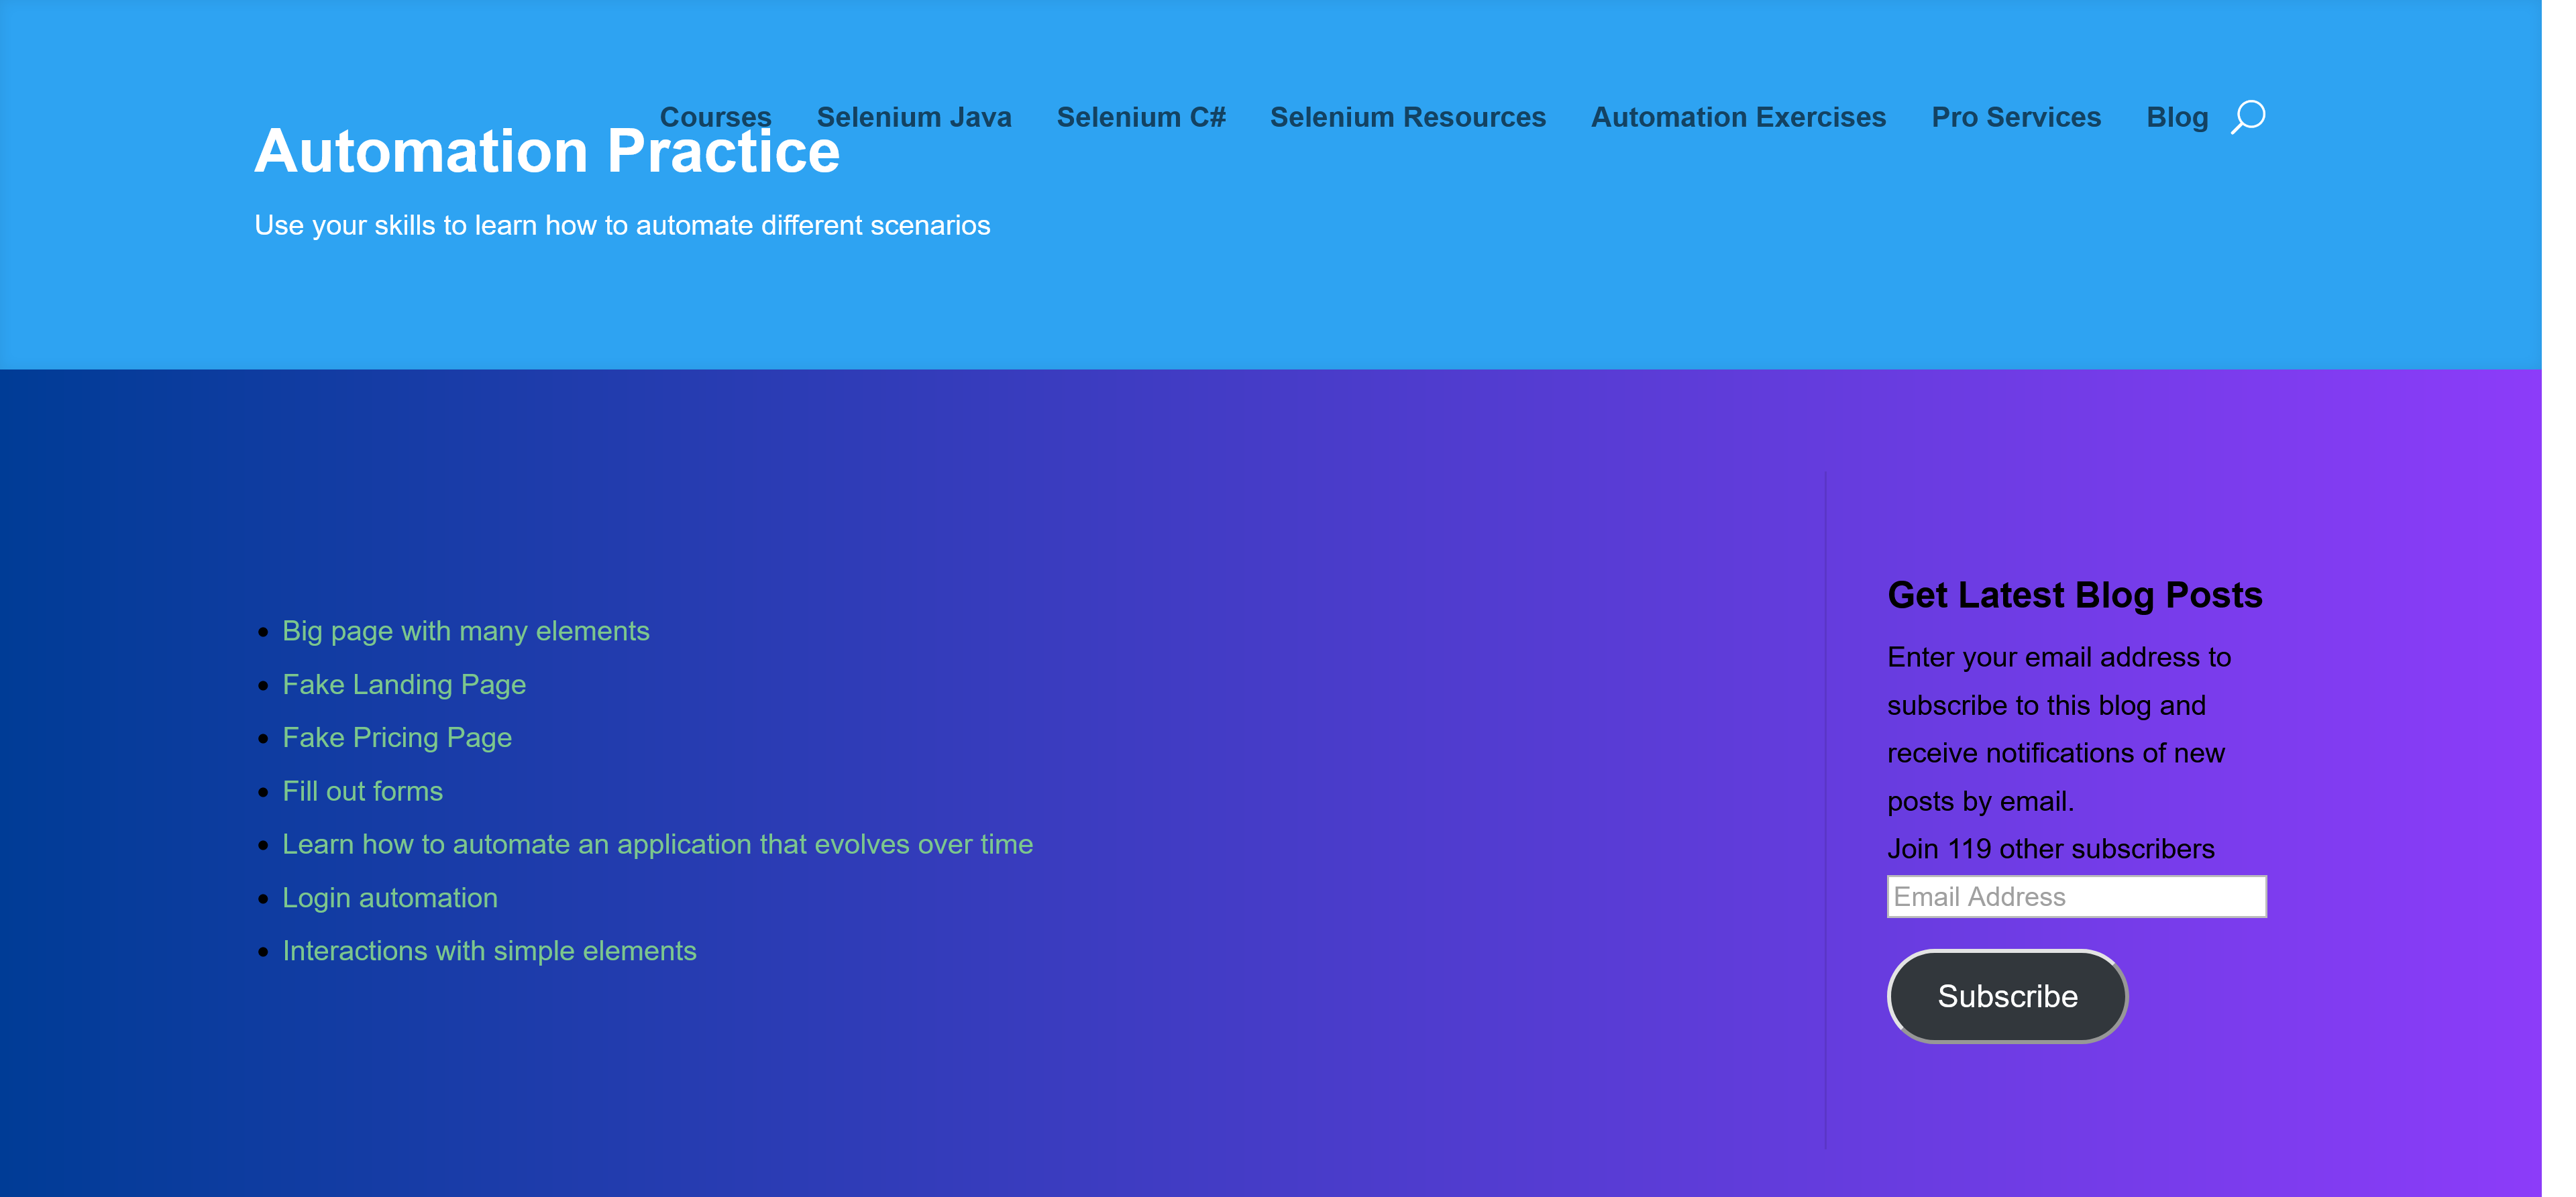 Courses Selenium Java Selenium C# Selenium Resources Automation Exercises Pro Services Blog
Automation Practice
Use your skills to learn how to automate different scenarios
Big page with many elements
Fake Landing Page
Fake Pricing Page
Fill out forms
Learn how to automate an application that evolves over time
Login automation
Interactions with simple elements
Get Latest Blog Posts
Enter your email address to
subscribe to this blog and
receive notifications of new
posts by email.
Join 119 other subscribers
Email Address
Subscribe